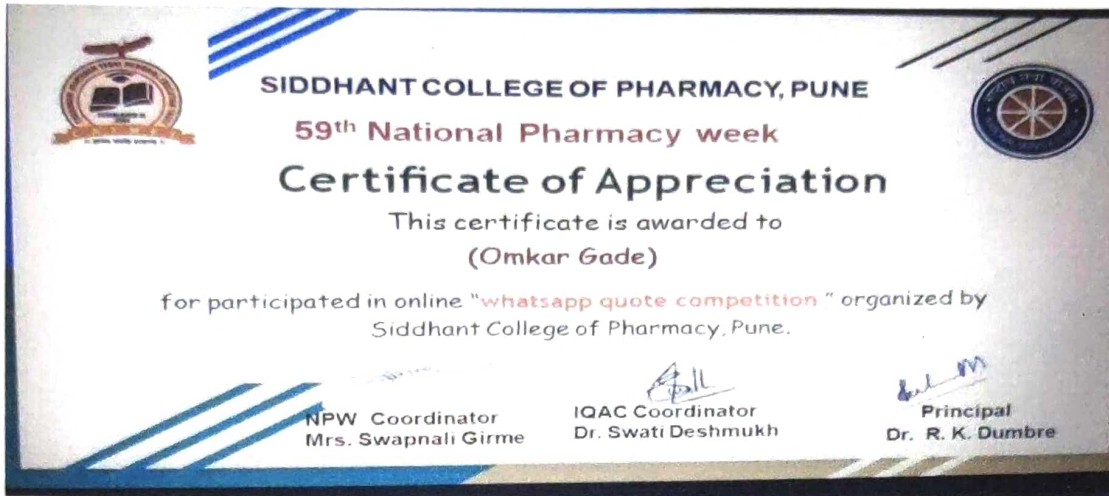 SIDDHANT COLLEGE OF PHARMACY, PUNE
59th National Pharmacy week
Certificate of Appreciation
This certificate is awarded to
(Omkar Gade)
for participated in online "whatsapp quote competition " organized by
Siddhant College of Pharmacy, Pune.
NPW Coordinator
Mrs. Swapnali Girme
IQAC Coordinator
Dr. Swati Deshmukh
Principal
Dr. R. K. Dumbre